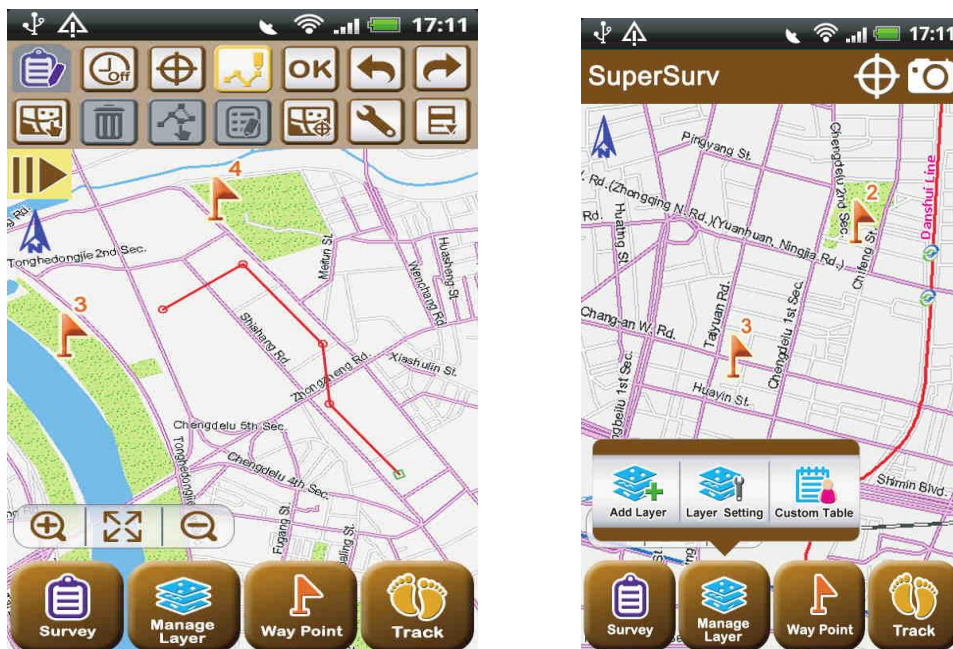 17:11
Off
OK
4
Rd.
Tonghedongjie 2nd Sec.
Meilun St.
Huasheng St.
Wenchang Rd.
3
Shishang Rd.
Zhongzheng Rd.
Xiashulin St.
Chengdelu 5th Sec.
Tonghedongjie
Chengdelu 4th Sec.
Fugang St.
Survey
Manage
Layer
Way Point
Track
17:11
SuperSurv
Pingyang St.
Chengdelu 2nd Sec.
Rd.(Zhongqing N. Rd.)(Yuanhuan, Ningjia Rd.)
Rd.
2
Danshui Line
Chifeng St.
Chang-an W. Rd.
Taiyuan Rd.
3
Chengdelu 1st Sec.
Huayin St.
Shimin Blvd.
Add Layer
Layer Setting
Custom Table
Survey
Manage
Layer
Way Point
Track